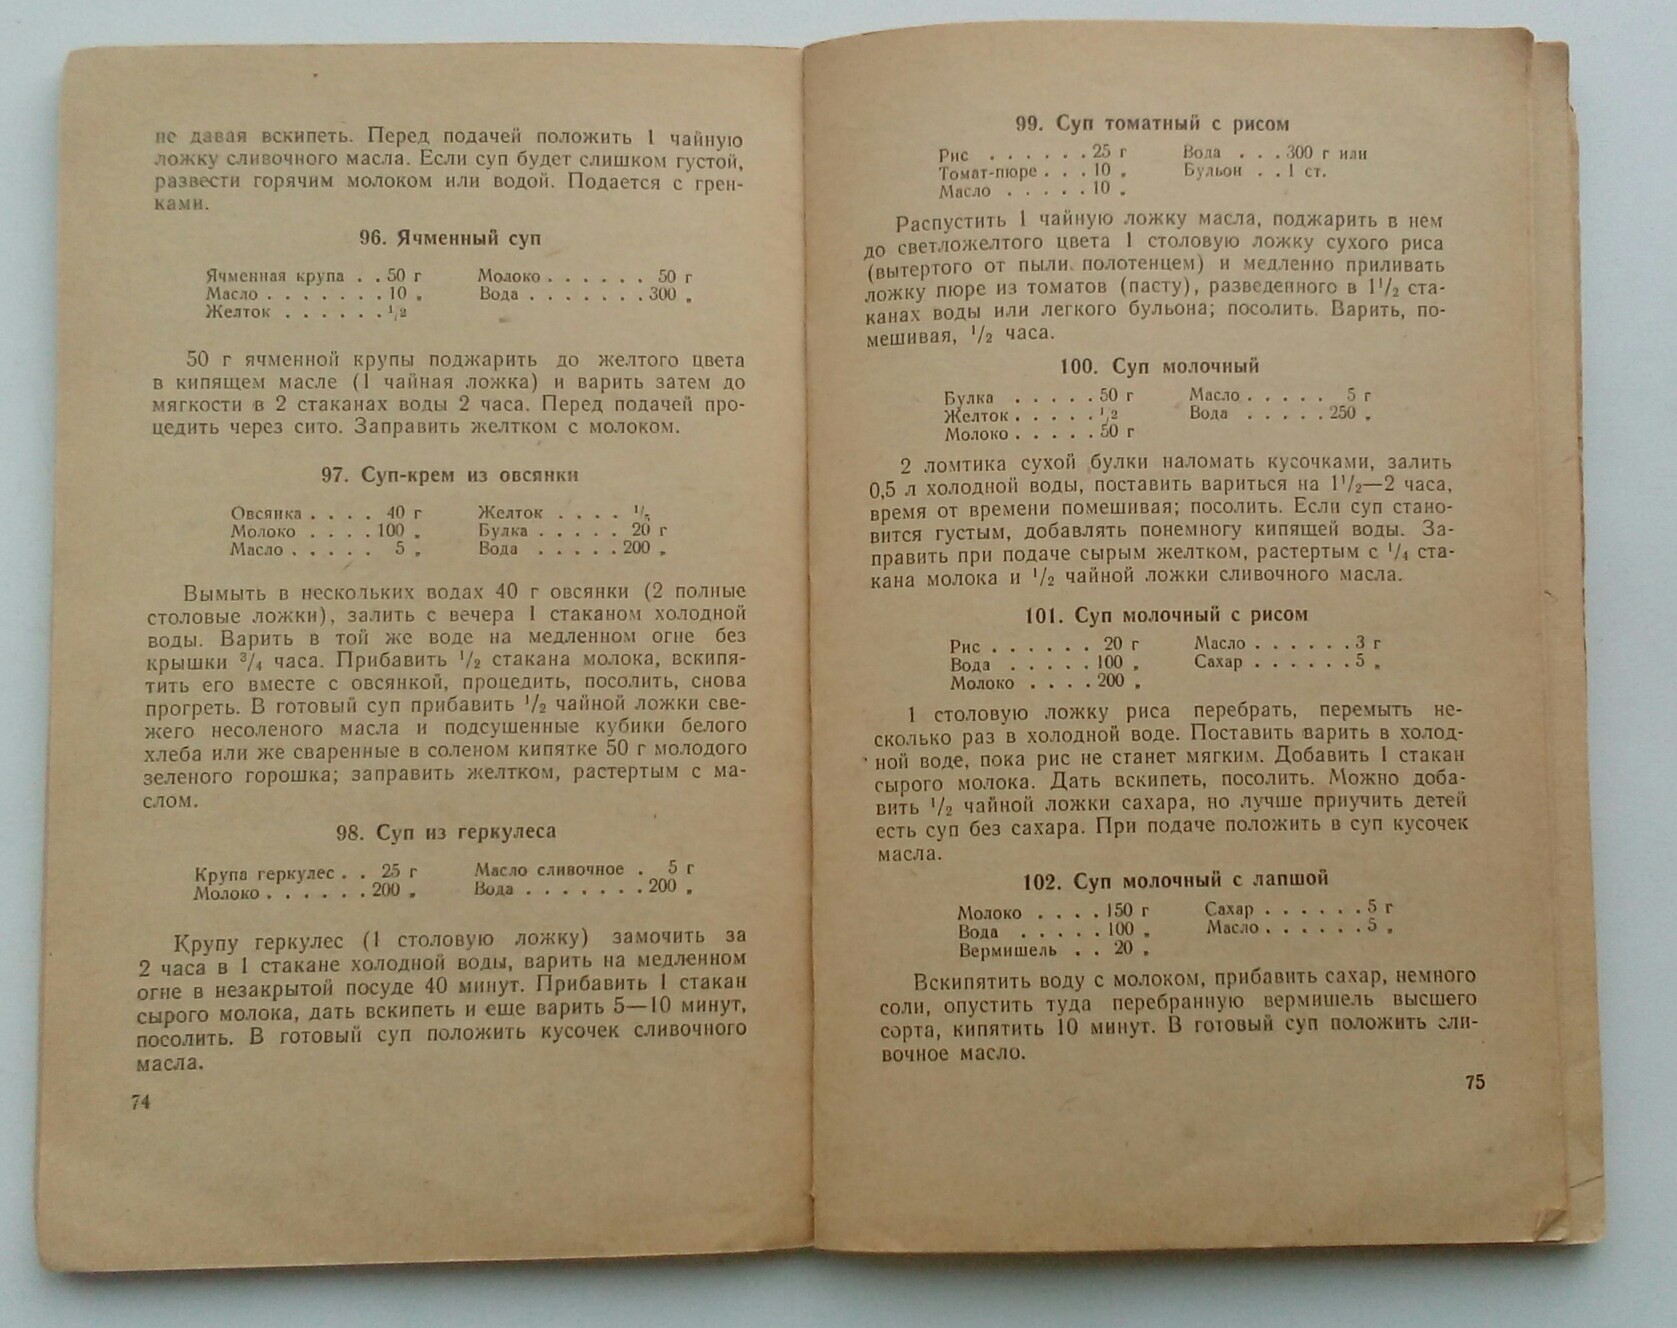 не давая вскипеть. Перед подачей положить 1 чайную
ложку сливочного масла. Если суп будет слишком густой,
развести горячим молоком или водой. Подается с грен-
ками.
96. Ячменный суп
Ячменная крупа . . 50 г Молоко . . . . . . 50 г
Масло . . . . . . . 10 „ Вода . . . . . . . 300 „
Желток . . . . . . 1/2
50 г ячменной крупы поджарить до желтого цвета
в кипящем масле (1 чайная ложка) и варить затем до
мягкости в 2 стаканах воды 2 часа. Перед подачей про-
цедить через сито. Заправить желтком с молоком.
97. Суп-крем из овсянки
Овсянка . . . . 40 г Желток . . . . 1/5
Молоко . . . . 100 „ Булка . . . . . 20 г
Масло . . . . . 5 „ Вода . . . . . 200 „
Вымыть в нескольких водах 40 г овсянки (2 полные
столовые ложки), залить с вечера 1 стаканом холодной
воды. Варить в той же воде на медленном огне без
крышки 3/4 часа. Прибавить 1/2 стакана молока, вскипя-
тить его вместе с овсянкой, процедить, посолить, снова
прогреть. В готовый суп прибавить 1/2 чайной ложки све-
жего несоленого масла и подсушенные кубики белого
хлеба или же сваренные в соленом кипятке 50 г молодого
зеленого горошка; заправить желтком, растертым с ма-
слом.
98. Суп из геркулеса
Крупа геркулес . . 25 г Масло сливочное . 5 г
Молоко . . . . . . 200 „ Вода . . . . . . . 200 „
Крупу геркулес (1 столовую ложку) замочить за
2 часа в 1 стакане холодной воды, варить на медленном
огне в незакрытой посуде 40 минут. Прибавить 1 стакан
сырого молока, дать вскипеть и еще варить 5—10 минут,
посолить. В готовый суп положить кусочек сливочного
масла.
74
99. Суп томатный с рисом
Рис . . . . . . 25 г Вода . . . 300 г или
Томат-пюре . . . 10 „ Бульон . . 1 ст.
Масло . . . . . 10 „
Распустить 1 чайную ложку масла, поджарить в нем
до светложелтого цвета 1 столовую ложку сухого риса
(вытертого от пыли полотенцем) и медленно приливать
ложку пюре из томатов (пасту), разведенного в 1 1/2 ста-
канах воды или легкого бульона; посолить. Варить, по-
мешивая, 1/2 часа.
100. Суп молочный
Булка . . . . . 50 г Масло . . . . . 5 г
Желток . . . . . 1/2 Вода . . . . . 250 „
Молоко . . . . . 50 г
2 ломтика сухой булки наломать кусочками, залить
0,5 л холодной воды, поставить вариться на 1 1/2—2 часа,
время от времени помешивая; посолить. Если суп стано-
вится густым, добавлять понемногу кипящей воды. За-
править при подаче сырым желтком, растертым с 1/4 ста-
кана молока и 1/2 чайной ложки сливочного масла.
101. Суп молочный с рисом
Рис . . . . . . 20 г Масло . . . . . . 3 г
Вода . . . . . 100 „ Сахар . . . . . . 5 „
Молоко . . . . 200 „
1 столовую ложку риса перебрать, перемыть не-
сколько раз в холодной воде. Поставить варить в холод-
ной воде, пока рис не станет мягким. Добавить 1 стакан
сырого молока. Дать вскипеть, посолить. Можно доба-
вить 1/2 чайной ложки сахара, но лучше приучить детей
есть суп без сахара. При подаче положить в суп кусочек
масла.
102. Суп молочный с лапшой
Молоко . . . . 150 г Сахар . . . . . . 5 г
Вода . . . . . 100 „ Масло . . . . . . 5 „
Вермишель . . 20 „
Вскипятить воду с молоком, прибавить сахар, немного
соли, опустить туда перебранную вермишель высшего
сорта, кипятить 10 минут. В готовый суп положить сли-
вочное масло.
75